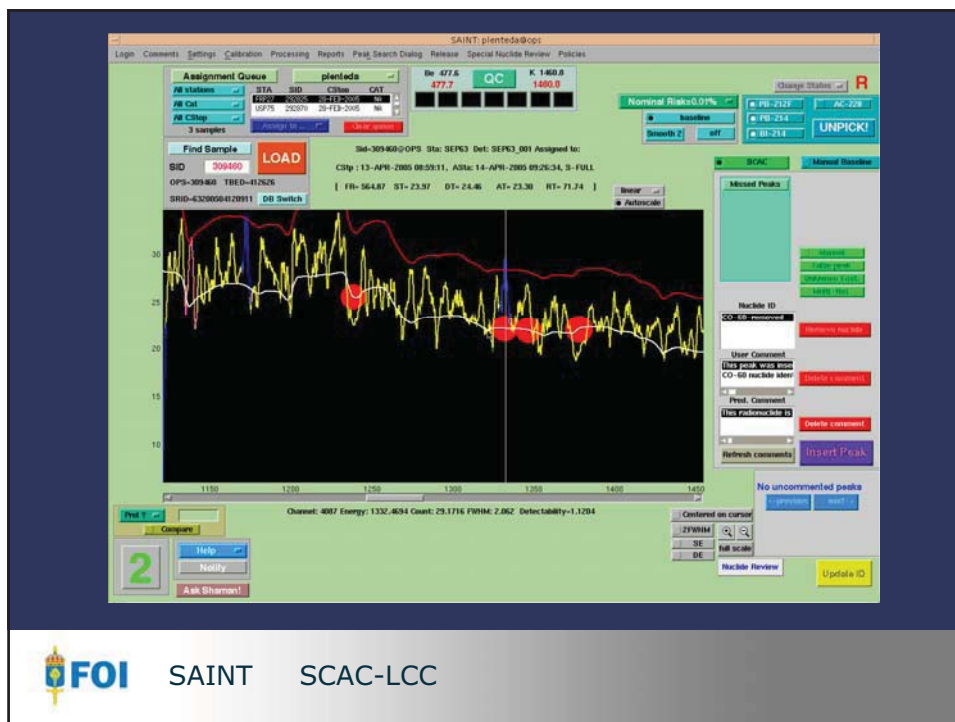 SAINT: plenteda@ops
Login Comments Settings Calibration Processing Reports Peak Search Dialog Release Special Nuclide Review Policies
Assignment Queue plenteda
All stations
All Cat
All CStop
3 samples
STA SID CStop CAT
FRP27 292825 28-FEB-2005 NA
USP75 292870 28-FEB-2005 NA
Assign to ...
Clear queue
Be 477.6 QC K 1460.8
477.7 1460.8
Change Status R
Nominal Risk=0.01%
baseline
Smooth 2 off
PB-212F AC-228
PB-214
BI-214
UNPICK!
Find Sample
SID 309460 LOAD
OPS=309460 TBED=412626
SRID=63200504120911 DB Switch
Sid=309460@OPS Sta: SEP63 Det: SEP63_001 Assigned to:
CStp : 13-APR-2005 08:59:11, ASta: 14-APR-2005 09:26:34, S-FULL
[ FR= 564.87 ST= 23.97 DT= 24.46 AT= 23.30 RT= 71.74 ]
linear
Autoscale
SCAC Manual Baseline
Missed Peaks
30
25
20
15
10
1150 1200 1250 1300 1350 1400 1450
False peak
Nuclide ID
CO-60-removed
Remove nuclide
User Comment
This peak was inse
CO-60 nuclide iden
Delete comment
Pred. Comment
This radionuclide is
Delete comment
Refresh comments Insert Peak
No uncommented peaks
<- previous next ->
Compare
Channel: 4087 Energy: 1332.4694 Count: 29.1716 FWHM: 2.062 Detectability=1.1204
Centered on cursor
2FWHM
SE
DE
full scale
Nuclide Review
Update ID
2
Help
Notify
Ask Shaman!
FOI SAINT SCAC-LCC